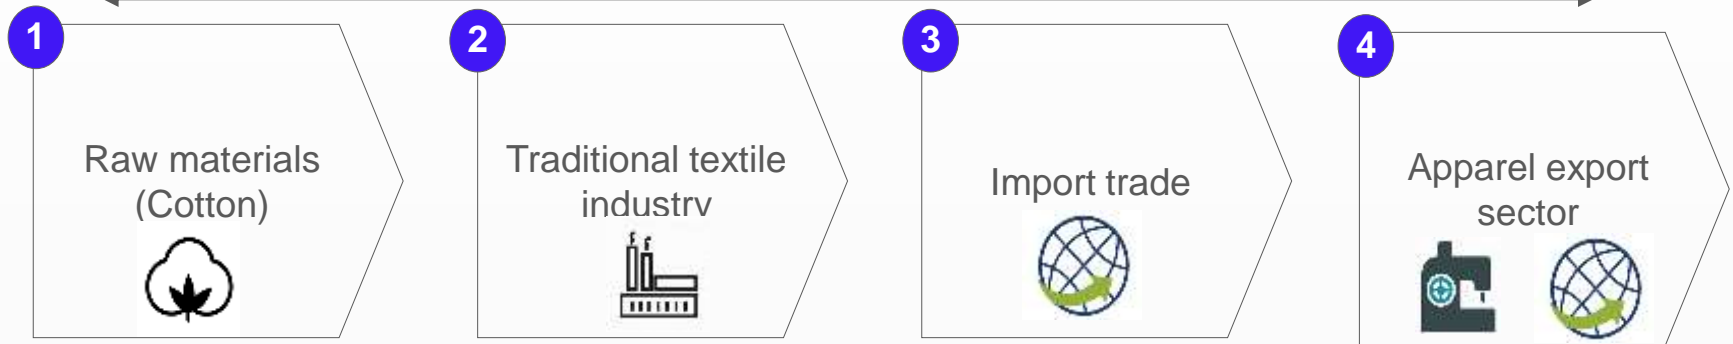 1
Raw materials
(Cotton)
2
Traditional textile
industry
3
Import trade
4
Apparel export
sector